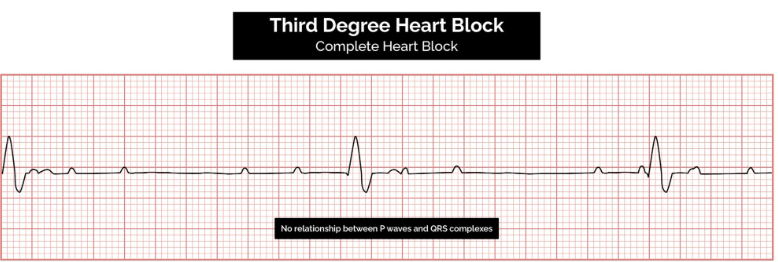 Third Degree Heart Block
Complete Heart Block
No relationship between P waves and QRS complexes